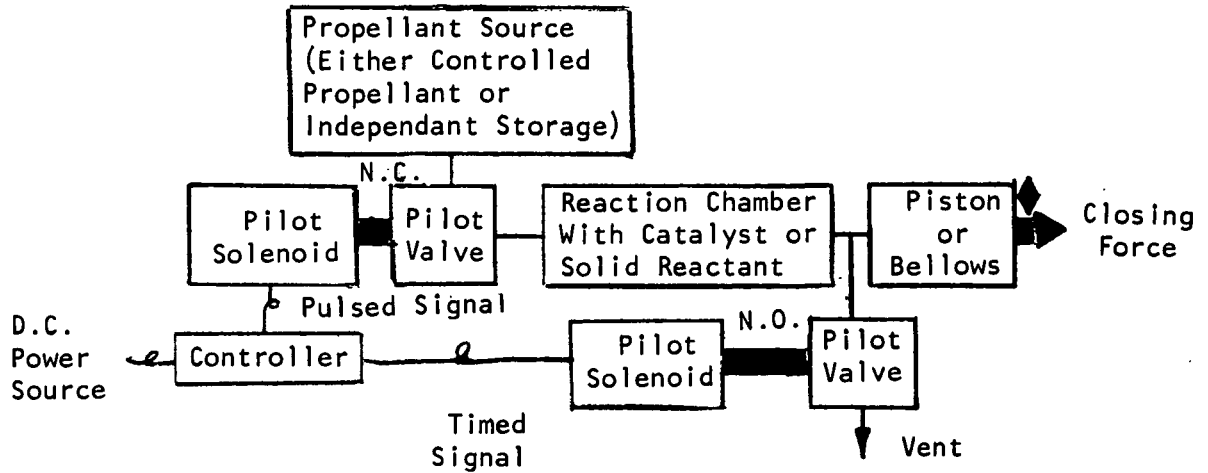 Propellant Source
(Either Controlled
Propellant or
Independant Storage)
N.C.
Pilot
Solenoid
Pilot
Valve
Reaction Chamber
With Catalyst or
Solid Reactant
Piston
or
Bellows
Closing
Force
Pulsed Signal
D.C.
Power
Source
Controller
Pilot
Solenoid
N.O.
Pilot
Valve
Timed
Signal
Vent